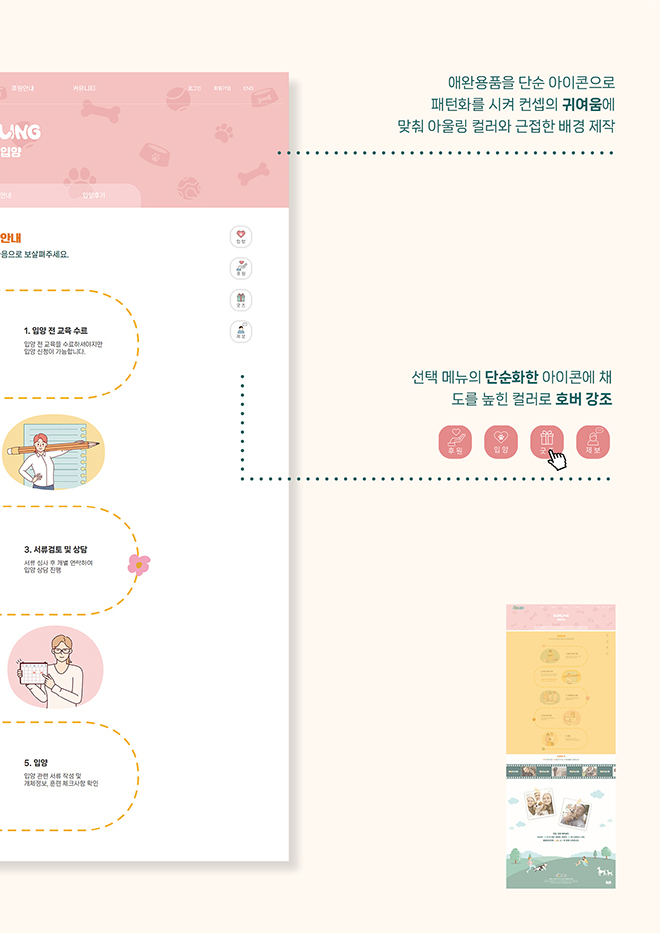 애완용품을 단순 아이콘으로
패턴화를 시켜 컨셉의 귀여움에
맞춰 아울링 컬러와 근접한 배경 제작
후원안내
커뮤니티
로그인
회원가입
UNG
입양
안내
입양후기
안내
음으로 보살펴주세요.
입양
후원
굿즈
제보
1. 입양 전 교육 수료
입양 전 교육을 수료하셔야지만
입양 신청이 가능합니다.
선택 메뉴의 단순화한 아이콘에 채
도를 높힌 컬러로 호버 강조
후원
입양
굿
제보
3. 서류검토 및 상담
서류 심사 후 개별 연락하여
입양 상담 진행
5. 입양
입양 관련 서류 작성 및
개체정보, 훈련 체크사항 확인